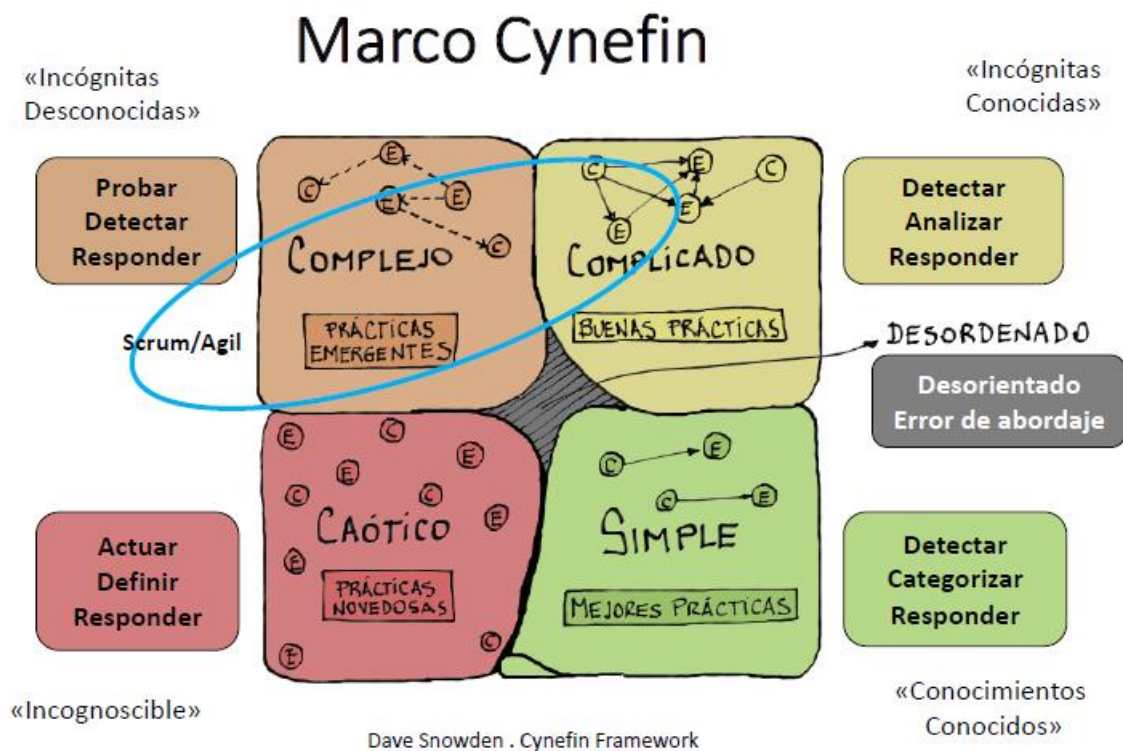 Marco Cynefin
«Incógnitas
Desconocidas»
«Incógnitas
Conocidas»
Probar
Detectar
Responder
E
C
E
E
C
COMPLEJO
PRÁCTICAS
EMERGENTES
Scrum/Agil
C
E
C
E
E
COMPLICADO
BUENAS PRÁCTICAS
Detectar
Analizar
Responder
DESORDENADO
Desorientado
Error de abordaje
Actuar
Definir
Responder
E
C
E
E
C
C
E
E
CAÓTICO
PRÁCTICAS
NOVEDOSAS
E
C
C
E
C
E
SIMPLE
MEJORES PRÁCTICAS
Detectar
Categorizar
Responder
«Incognoscible»
«Conocimientos
Conocidos»
Dave Snowden . Cynefin Framework